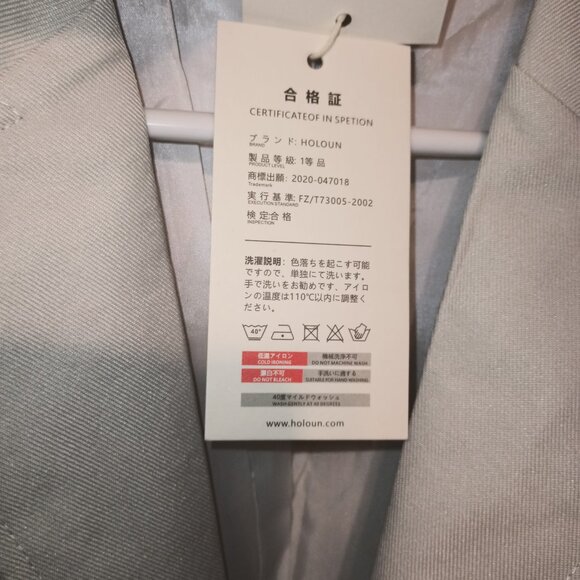 合格証
CERTIFICATEOF IN SPETION
ブランド: HOLOUN
BRAND
製品等級: 1等品
PRODUCT LEVEL
商標出願: 2020-047018
Trademark
実行基準: FZ/T73005-2002
EXECUTION STANDARD
検定:合格
INSPECTION
洗濯説明: 色落ちを起こす可能
ですので、単独にて洗います。
手で洗いをお勧めです、アイロ
ンの温度は110℃以内に調整く
ださい。
40°
低温アイロン 機械洗浄不可
COLD IRONING DO NOT MACHINE WASH
漂白不可 手洗いに適する
DO NOT BLEACH SUITABLE FOR HAND WASHING
40度マイルドウォッシュ
WASH GENTLY AT 40 DEGREES
www.holoun.com